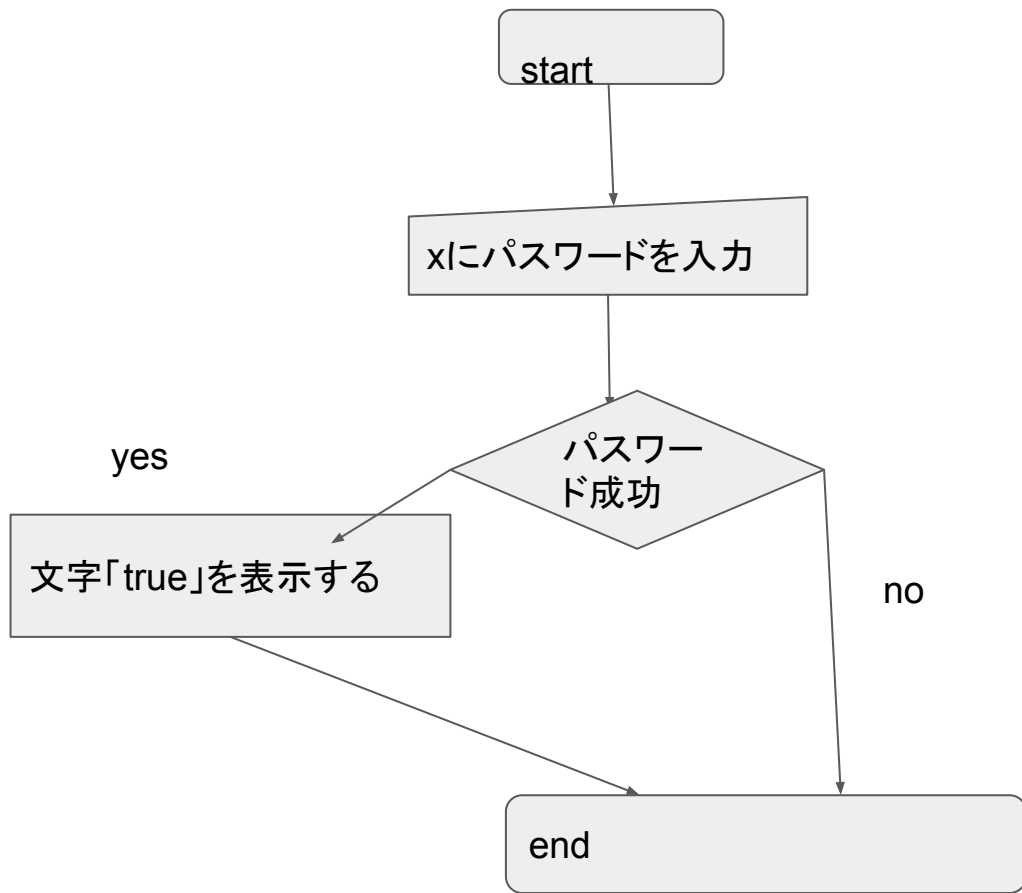 start
xにパスワードを入力
パスワー
ド成功
yes
文字「true」を表示する
no
end